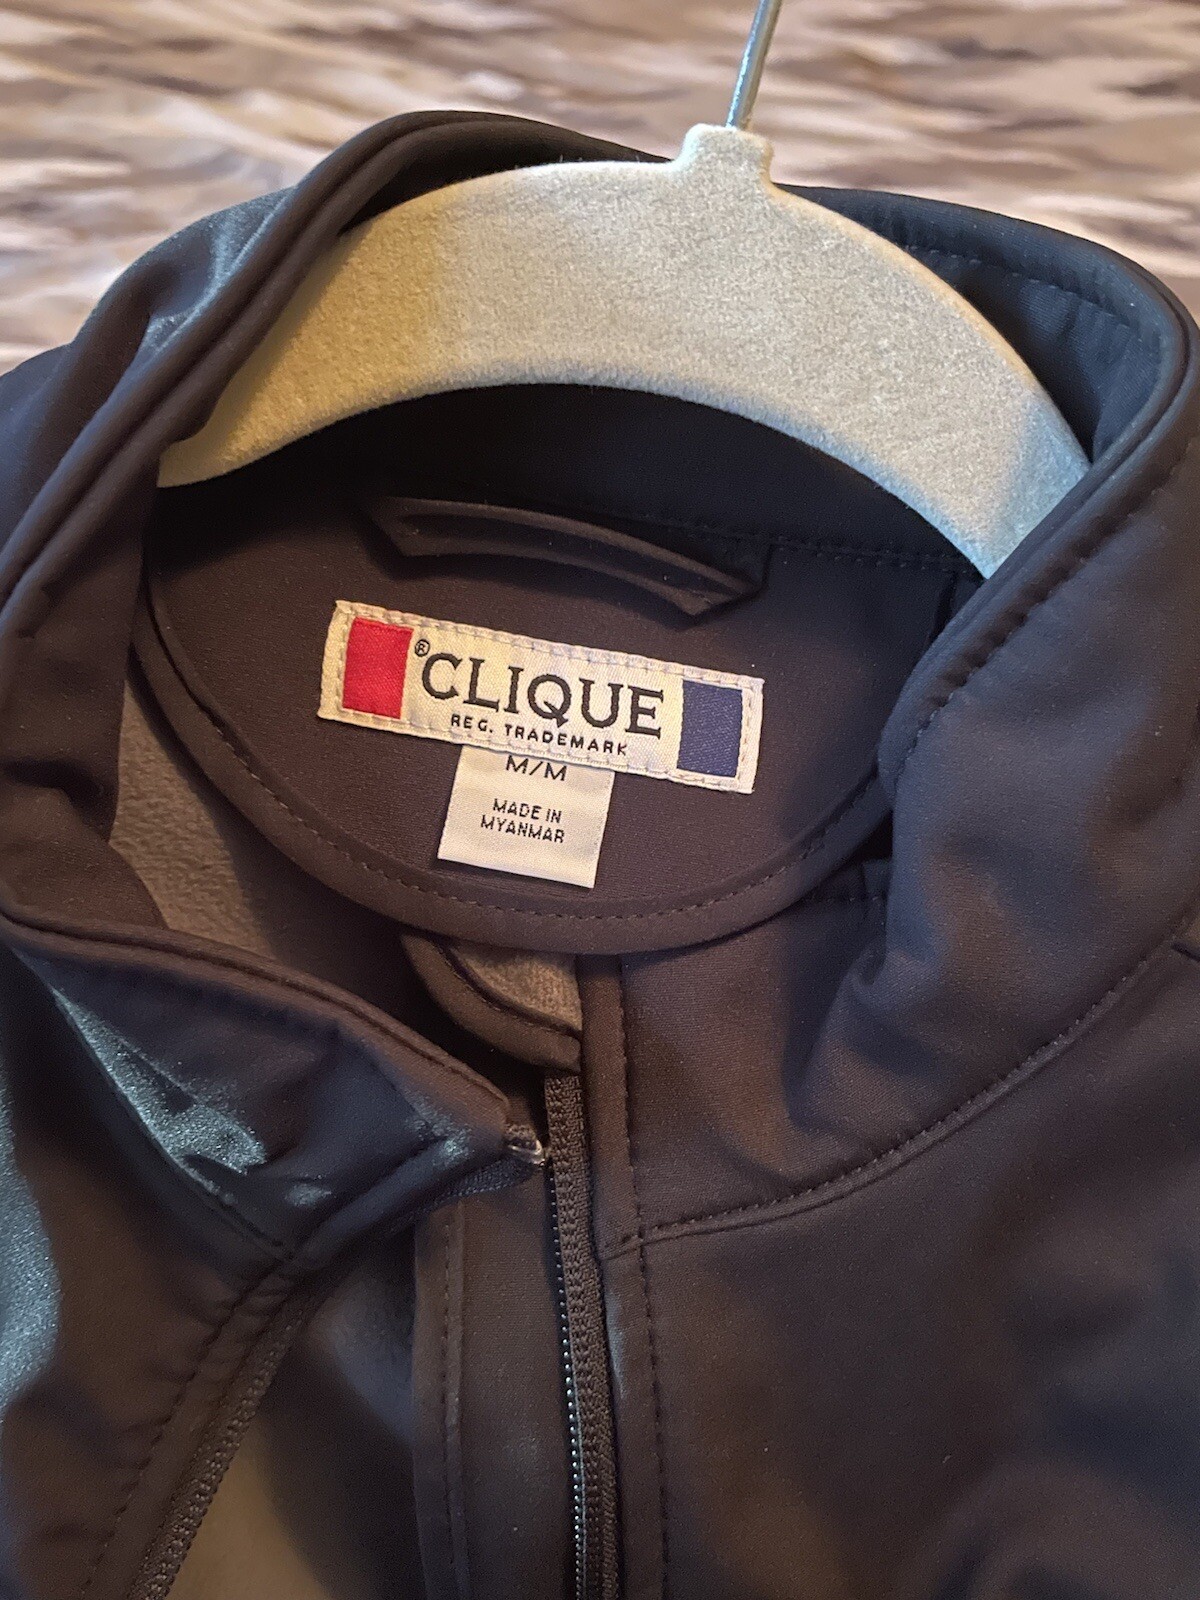 ®CLIQUE
REG. TRADEMARK
M/M
MADE IN
MYANMAR